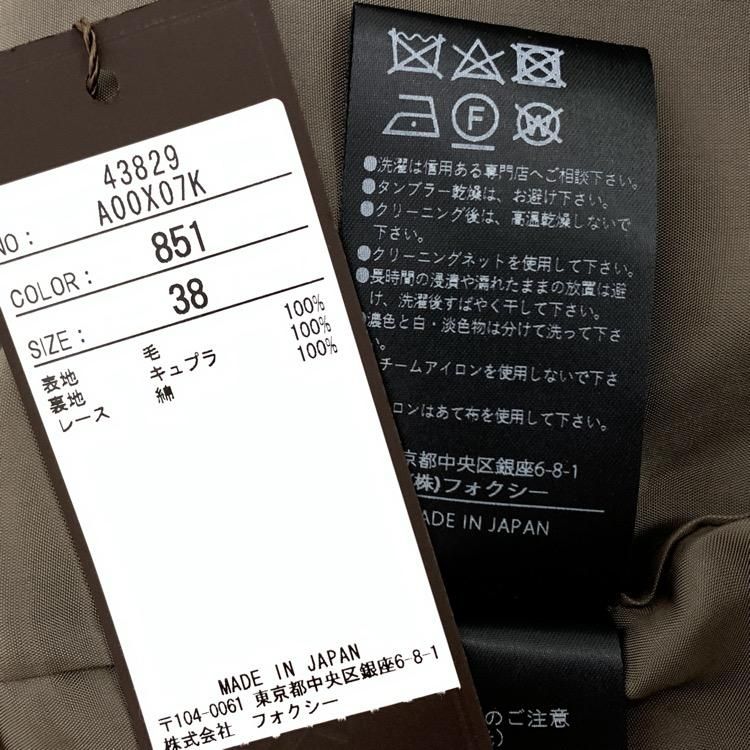 43829
NO: A00X07K
COLOR: 851
SIZE: 38
表地 毛 100%
裏地 キュプラ 100%
レース 綿 100%
MADE IN JAPAN
〒104-0061 東京都中央区銀座6-8-1
株式会社 フォクシー
F
W
●洗濯は信用ある専門店へご相談下さい。
●タンブラー乾燥は、お避け下さい。
●クリーニング後は、高温乾燥しないで
下さい。
●クリーニングネットを使用して下さい。
●長時間の浸漬や濡れたままの放置は避
け、洗濯後すばやく干して下さい。
●濃色と白・淡色物は分けて洗って下さ
い。
チームアイロンを使用しないで下さ
ロンはあて布を使用して下さい。
京都中央区銀座6-8-1
(株)フォクシー
ADE IN JAPAN
のご注意